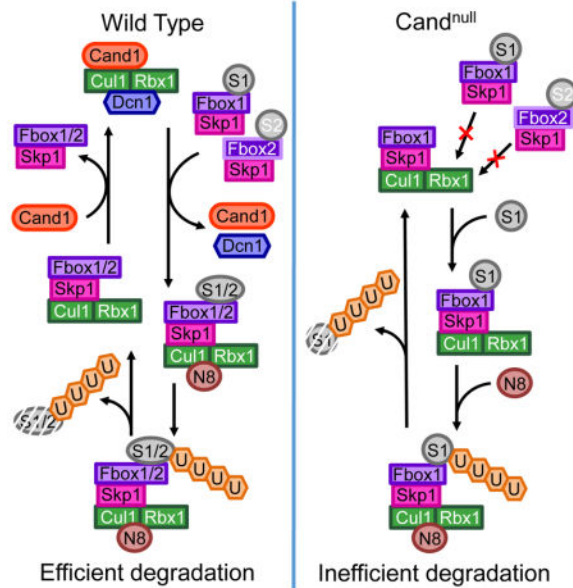 Wild Type
Cand1
Cul1 Rbx1
Dcn1
S1
Fbox1
Skp1
S2
Fbox2
Skp1
Fbox1/2
Skp1
Cand1
Cand1
Dcn1
Fbox1/2
Skp1
Cul1 Rbx1
S1/2
Fbox1/2
Skp1
Cul1 Rbx1
N8
S1/2 U U U U
S1/2 U U U U
Fbox1/2
Skp1
Cul1 Rbx1
N8
Efficient degradation
Cand^null
S1
Fbox1
Skp1
S2
Fbox2
Skp1
Fbox1
Skp1
Cul1 Rbx1
S1
S1
Fbox1
Skp1
Cul1 Rbx1
S1 U U U U
N8
S1 U U U U
Fbox1
Skp1
Cul1 Rbx1
N8
Inefficient degradation